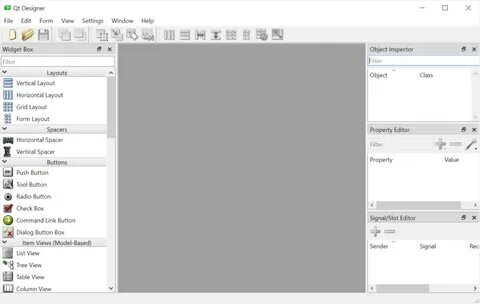 Qt Designer
File Edit Form View Settings Window Help
Widget Box
Filter
Layouts
Vertical Layout
Horizontal Layout
Grid Layout
Form Layout
Spacers
Horizontal Spacer
Vertical Spacer
Buttons
Push Button
Tool Button
Radio Button
Check Box
Command Link Button
Dialog Button Box
Item Views (Model-Based)
List View
Tree View
Table View
Column View
Object Inspector
Filter
Object Class
Property Editor
Filter
Property Value
Signal/Slot Editor
Sender Signal Rec